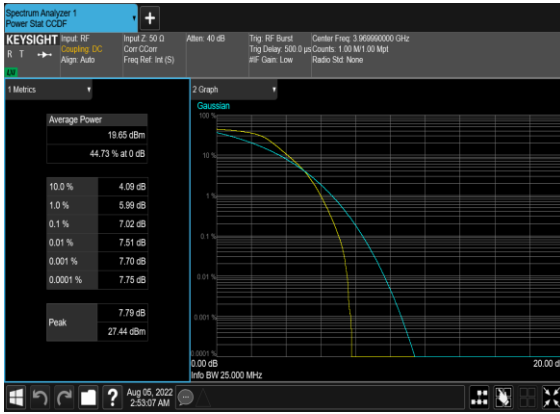 Spectrum Analyzer 1
Power Stat CCDF
KEYSIGHT
R T
LV
Input: RF
Coupling: DC
Align: Auto
Input Z: 50 Ω
Corr CCorr
Freq Ref: Int (S)
Atten: 40 dB
Trig: RF Burst
Trig Delay: 500.0 µs
#IF Gain: Low
Center Freq: 3.969990000 GHz
Counts: 1.00 M/1.00 Mpt
Radio Std: None
1 Metrics
Average Power
19.65 dBm
44.73 % at 0 dB
10.0 % 4.09 dB
1.0 % 5.99 dB
0.1 % 7.02 dB
0.01 % 7.51 dB
0.001 % 7.70 dB
0.0001 % 7.75 dB
Peak
7.79 dB
27.44 dBm
2 Graph
Gaussian
100 %
10 %
1 %
0.1 %
0.01 %
0.001 %
0.0001 %
0.00 dB
20.00 d
Info BW 25.000 MHz
?
Aug 05, 2022
2:53:07 AM